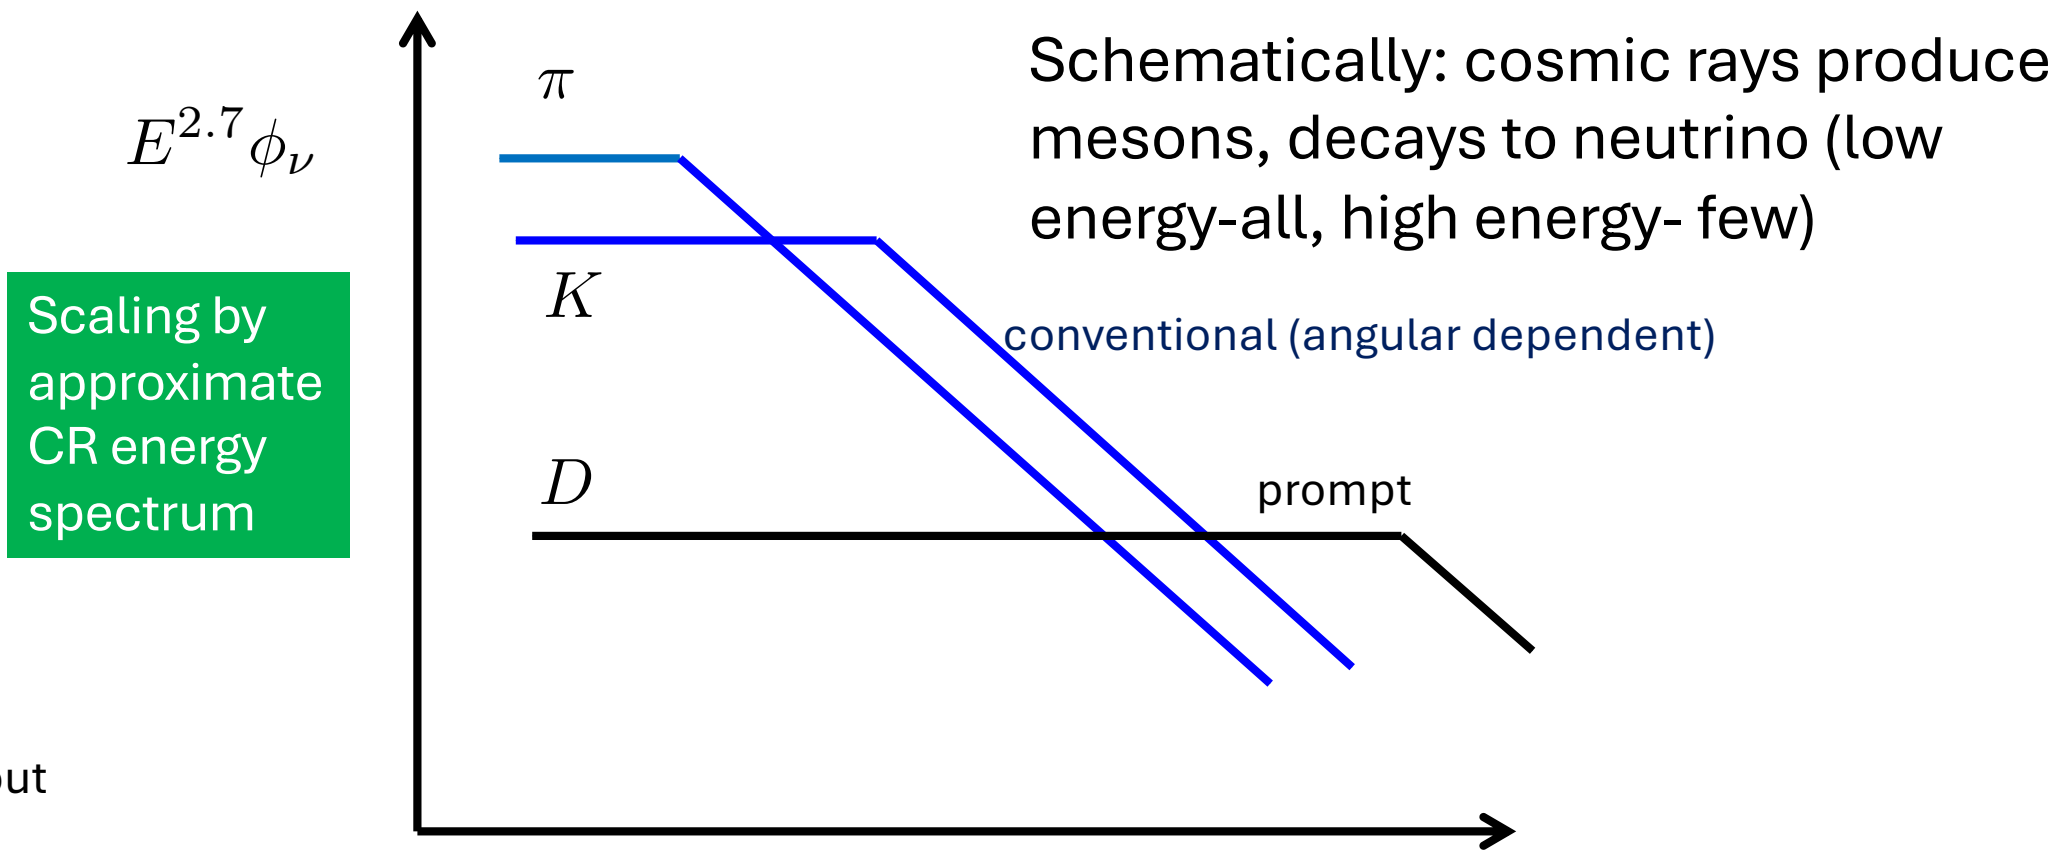 π
E^{2.7}ϕ_ν
Schematically: cosmic rays produce
mesons, decays to neutrino (low
energy-all, high energy- few)
K
Scaling by
approximate
CR energy
spectrum
conventional (angular dependent)
D
prompt